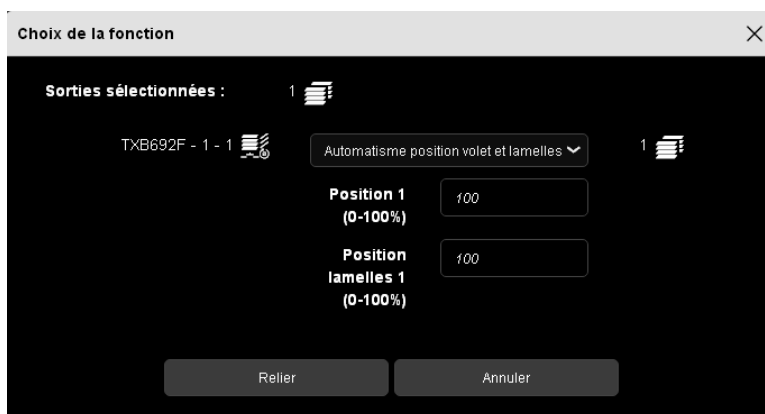 Choix de la fonction
Sorties sélectionnées : 1
TXB692F - 1 - 1 Automatisme position volet et lamelles 1
Position 1 100
(0-100%)
Position
lamelles 1 100
(0-100%)
Relier Annuler